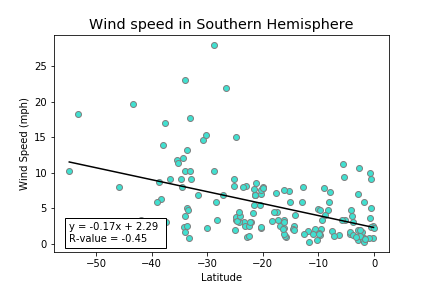 Wind speed in Southern Hemisphere
Wind Speed (mph)
25
20
15
10
5
0
y = -0.17x + 2.29
R-value = -0.45
−50 −40 −30 −20 −10 0
Latitude